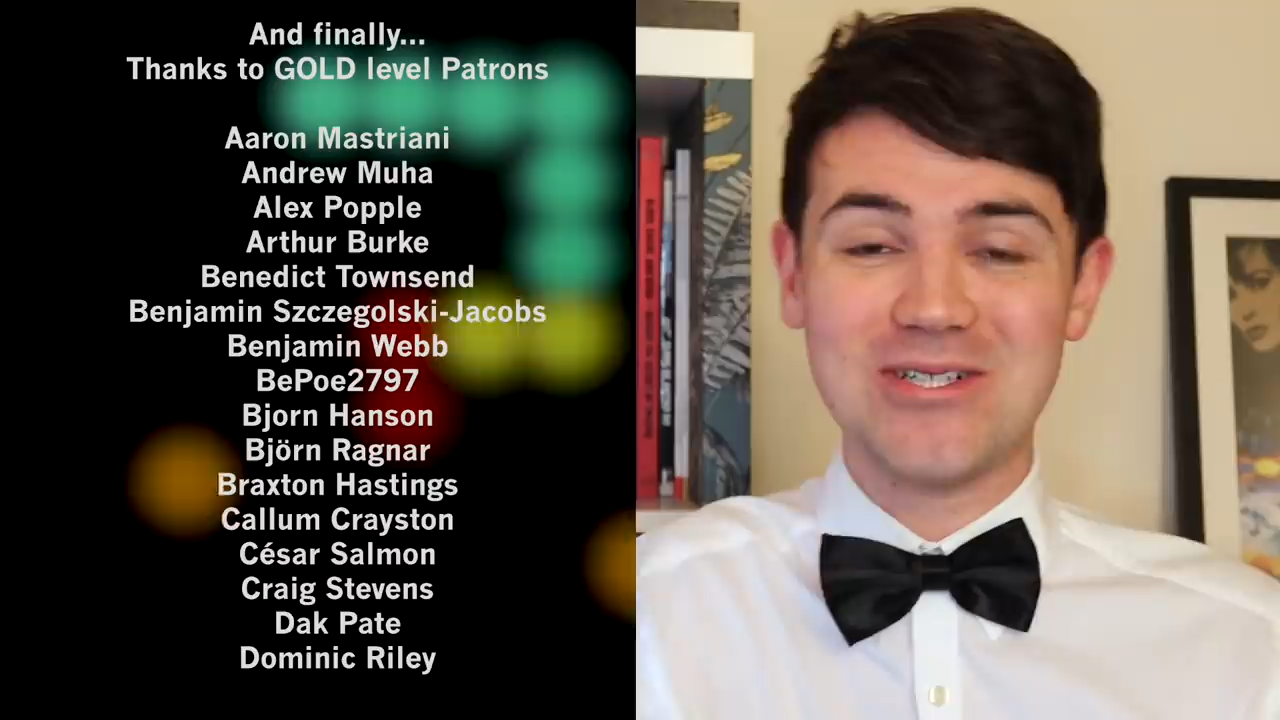 And finally...
Thanks to GOLD level Patrons
Aaron Mastriani
Andrew Muha
Alex Popple
Arthur Burke
Benedict Townsend
Benjamin Szczegolski-Jacobs
Benjamin Webb
BePoe2797
Bjorn Hanson
Björn Ragnar
Braxton Hastings
Callum Crayston
César Salmon
Craig Stevens
Dak Pate
Dominic Riley